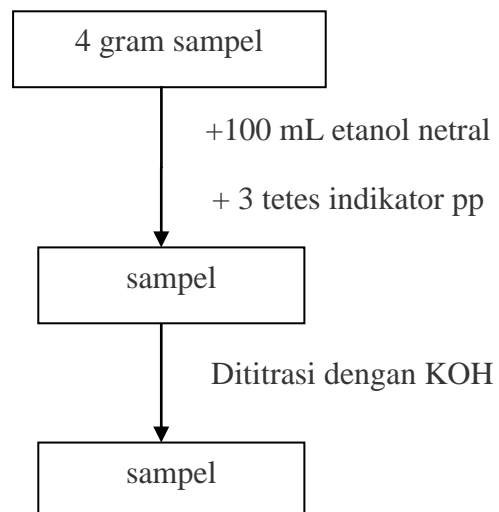 4 gram sampel
+100 mL etanol netral
+ 3 tetes indikator pp
sampel
Dititrasi dengan KOH
sampel